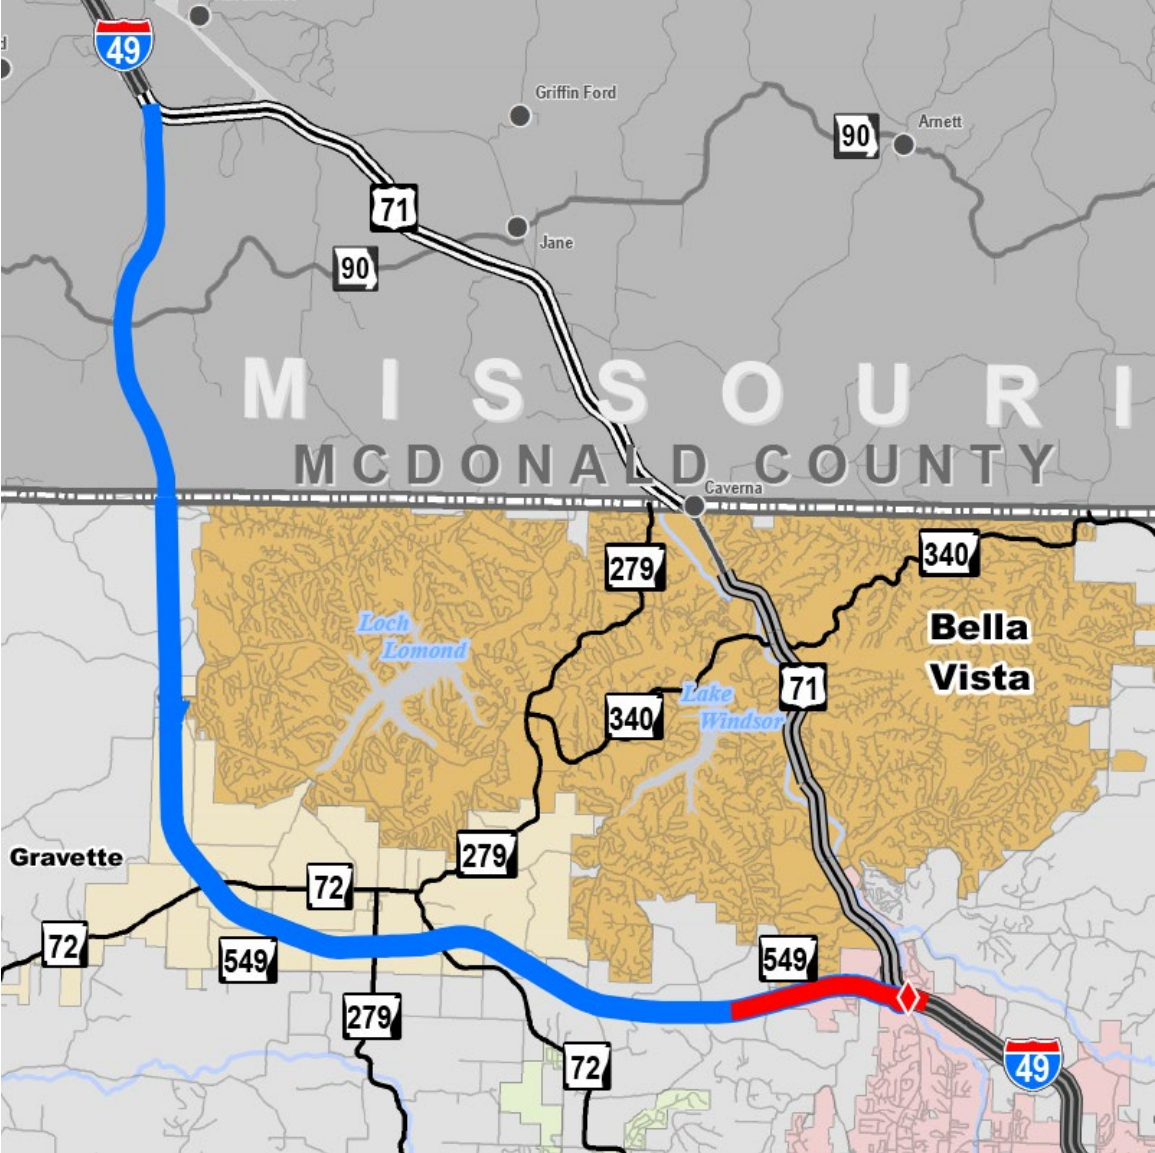 49
Griffin Ford
90
Arnett
71
Jane
90
MISSOURI
MCDONALD COUNTY
Caverna
279
340
Loch
Lomond
Bella
Vista
71
340
Lake
Windsor
Gravette
279
72
72
549
549
279
72
49